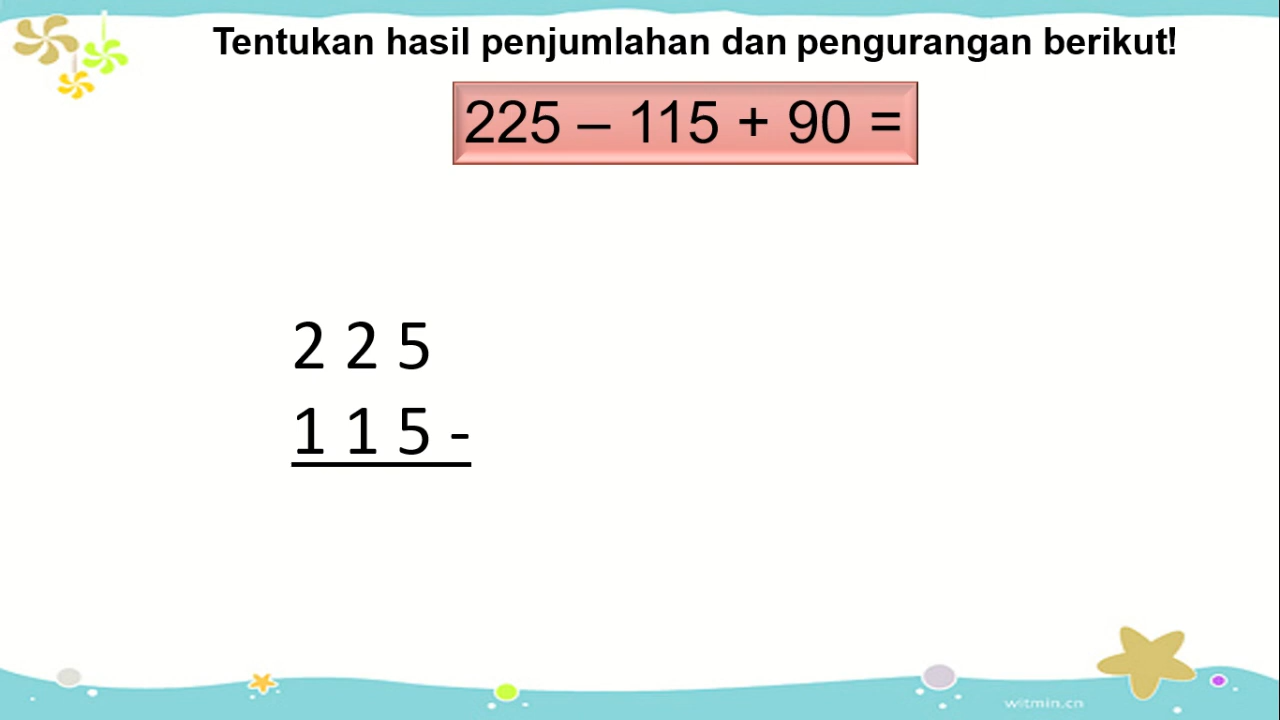 Tentukan hasil penjumlahan dan pengurangan berikut!
225 – 115 + 90 =
2 2 5
1 1 5 -
witmin.cn